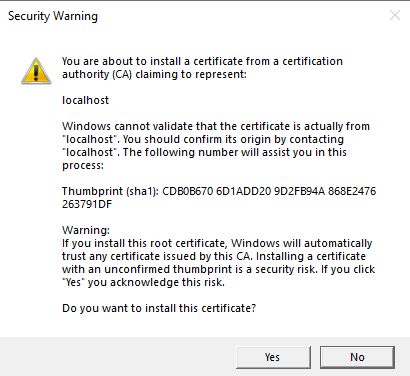 Security Warning
You are about to install a certificate from a certification
authority (CA) claiming to represent:
localhost
Windows cannot validate that the certificate is actually from
"localhost". You should confirm its origin by contacting
"localhost". The following number will assist you in this
process:
Thumbprint (sha1): CDB0B670 6D1ADD20 9D2FB94A 868E2476
263791DF
Warning:
If you install this root certificate, Windows will automatically
trust any certificate issued by this CA. Installing a certificate
with an unconfirmed thumbprint is a security risk. If you click
"Yes" you acknowledge this risk.
Do you want to install this certificate?
Yes No